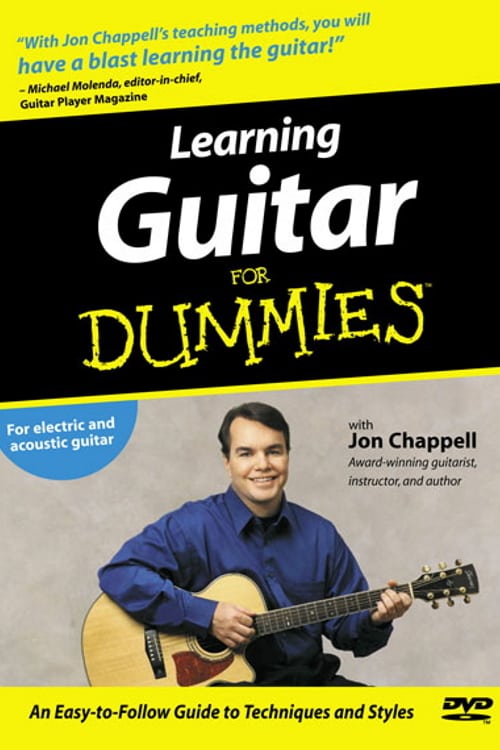 “With Jon Chappell’s teaching methods, you will
have a blast learning the guitar!”
– Michael Molenda, editor-in-chief,
Guitar Player Magazine
Learning
Guitar
FOR
DUMMIES™
For electric and
acoustic guitar
with
Jon Chappell
Award-winning guitarist,
instructor, and author
An Easy-to-Follow Guide to Techniques and Styles
DVD
VIDEO